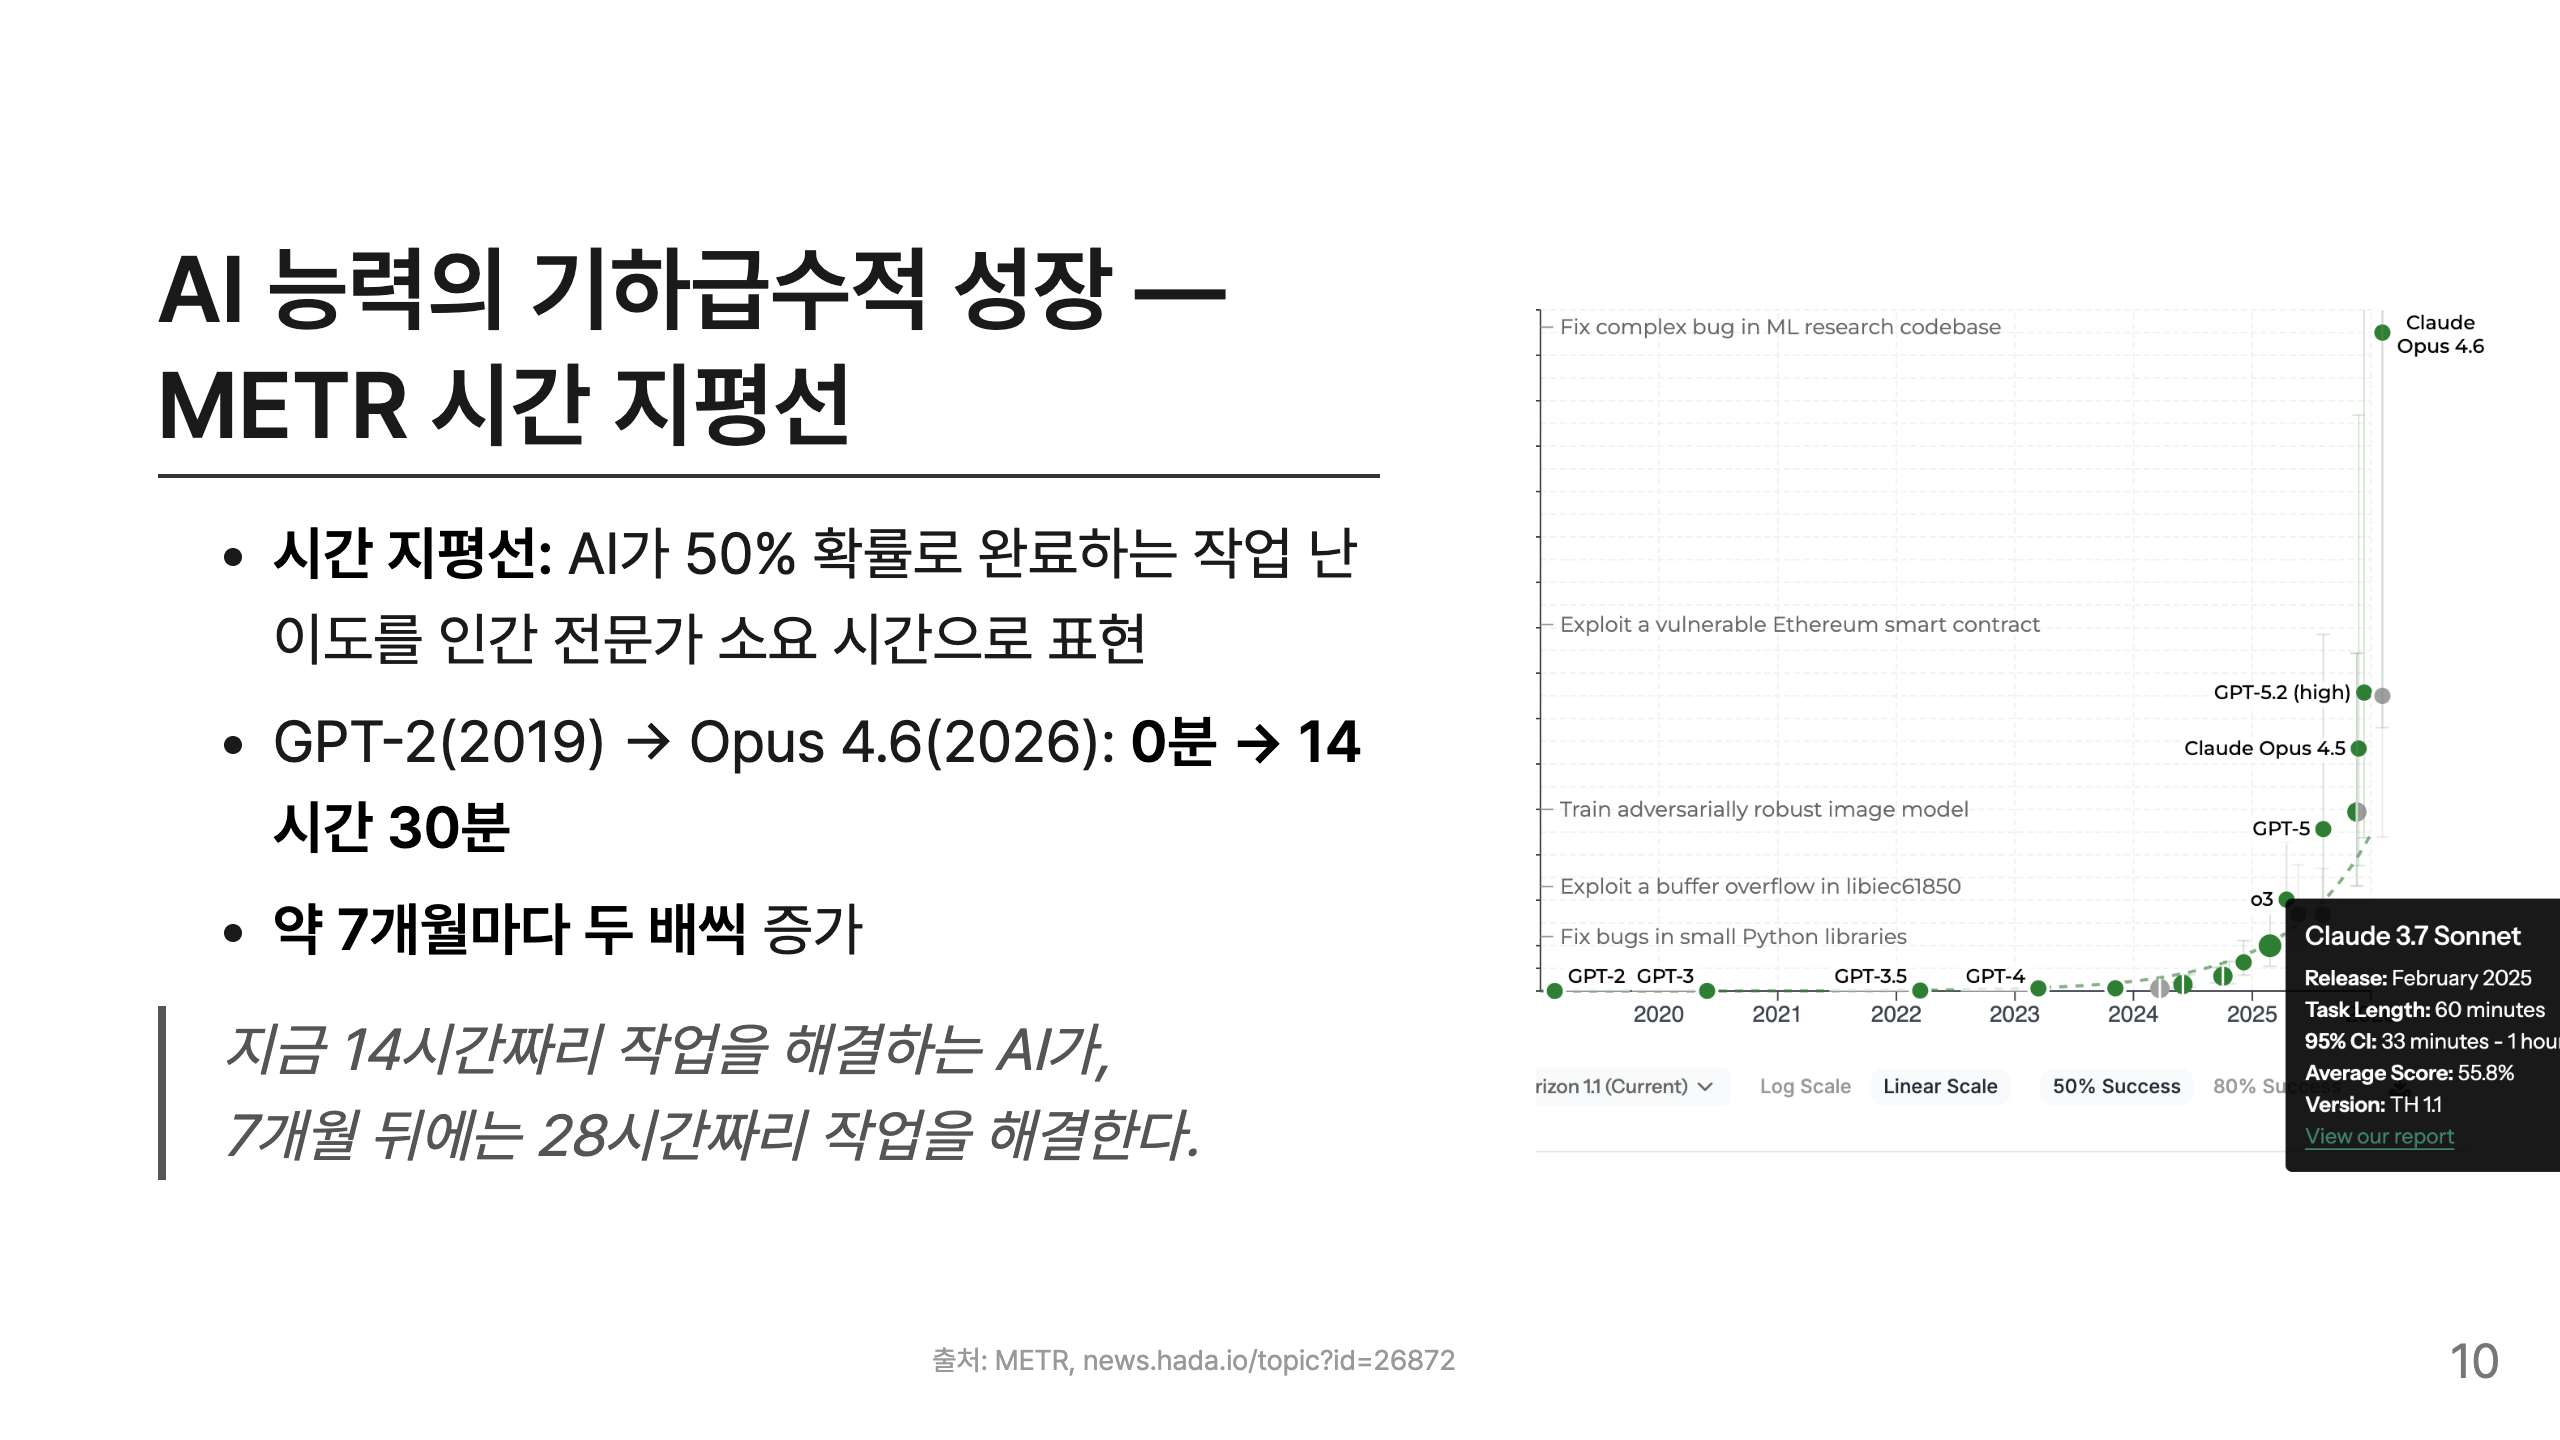 AI 능력의 기하급수적 성장 —
METR 시간 지평선
• 시간 지평선: AI가 50% 확률로 완료하는 작업 난
이도를 인간 전문가 소요 시간으로 표현
• GPT-2(2019) → Opus 4.6(2026): 0분 → 14
시간 30분
• 약 7개월마다 두 배씩 증가
지금 14시간짜리 작업을 해결하는 AI가,
7개월 뒤에는 28시간짜리 작업을 해결한다.
Fix complex bug in ML research codebase
Claude
Opus 4.6
Exploit a vulnerable Ethereum smart contract
GPT-5.2 (high)
Claude Opus 4.5
Train adversarially robust image model
GPT-5
Exploit a buffer overflow in libiec61850
o3
Fix bugs in small Python libraries
GPT-2 GPT-3 GPT-3.5 GPT-4
2020 2021 2022 2023 2024 2025
Claude 3.7 Sonnet
Release: February 2025
Task Length: 60 minutes
95% CI: 33 minutes - 1 hou
Average Score: 55.8%
Version: TH 1.1
View our report
rizon 1.1 (Current) Log Scale Linear Scale 50% Success 80% Success
출처: METR, news.hada.io/topic?id=26872
10